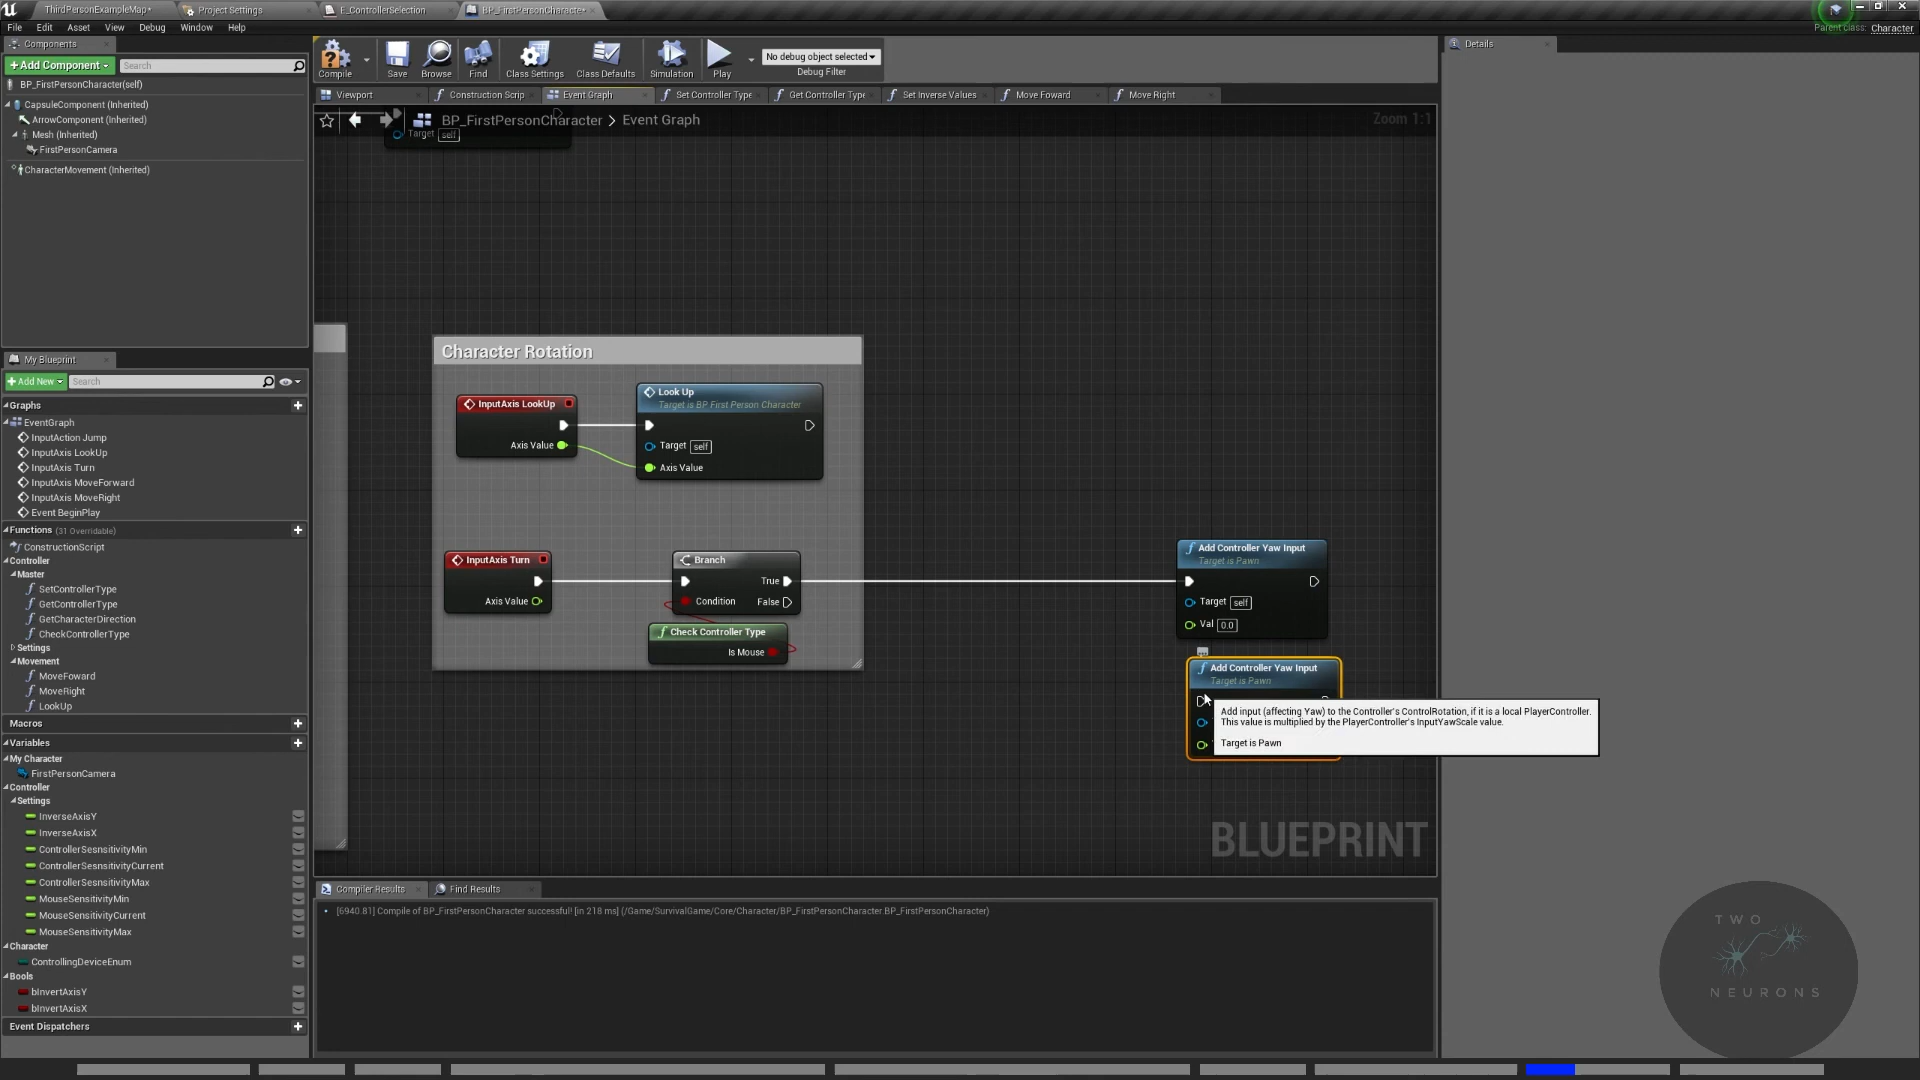 ThirdPersonExampleMap*
Project Settings
E_ControllerSelection
BP_FirstPersonCharacter*
File Edit Asset View Debug Window Help
Parent class: Character
Components
+Add Component
Search
BP_FirstPersonCharacter(self)
CapsuleComponent (Inherited)
ArrowComponent (Inherited)
Mesh (Inherited)
FirstPersonCamera
CharacterMovement (Inherited)
Compile
Save
Browse
Find
Class Settings
Class Defaults
Simulation
Play
No debug object selected
Debug Filter
Details
Viewport
Construction Scrip
Event Graph
Set Controller Type
Get Controller Type
Set Inverse Values
Move Foward
Move Right
BP_FirstPersonCharacter > Event Graph
Zoom 1:1
Target self
Character Rotation
InputAxis LookUp
Axis Value
Look Up
Target is BP First Person Character
Target self
Axis Value
InputAxis Turn
Axis Value
Branch
True
Condition
False
Check Controller Type
Is Mouse
Add Controller Yaw Input
Target is Pawn
Target self
Val 0.0
Add Controller Yaw Input
Target is Pawn
Add input (affecting Yaw) to the Controller's ControlRotation, if it is a local PlayerController.
This value is multiplied by the PlayerController's InputYawScale value.
Target is Pawn
BLUEPRINT
My Blueprint
+Add New
Search
Graphs
EventGraph
InputAction Jump
InputAxis LookUp
InputAxis Turn
InputAxis MoveForward
InputAxis MoveRight
Event BeginPlay
Functions (31 Overridable)
ConstructionScript
Controller
Master
SetControllerType
GetControllerType
GetCharacterDirection
CheckControllerType
Settings
Movement
MoveFoward
MoveRight
LookUp
Macros
Variables
My Character
FirstPersonCamera
Controller
Settings
InverseAxisY
InverseAxisX
ControllerSesnsitivityMin
ControllerSesnsitivityCurrent
ControllerSesnsitivityMax
MouseSensitivityMin
MouseSensitivityCurrent
MouseSensitivityMax
Character
ControllingDeviceEnum
Bools
bInvertAxisY
bInvertAxisX
Event Dispatchers
Compiler Results
Find Results
[6940.81] Compile of BP_FirstPersonCharacter successful! [in 218 ms] (/Game/SurvivalGame/Core/Character/BP_FirstPersonCharacter.BP_FirstPersonCharacter)
TWO
NEURONS